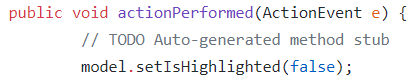 public void actionPerformed(ActionEvent e) {
// TODO Auto-generated method stub
model.setIsHighlighted(false);